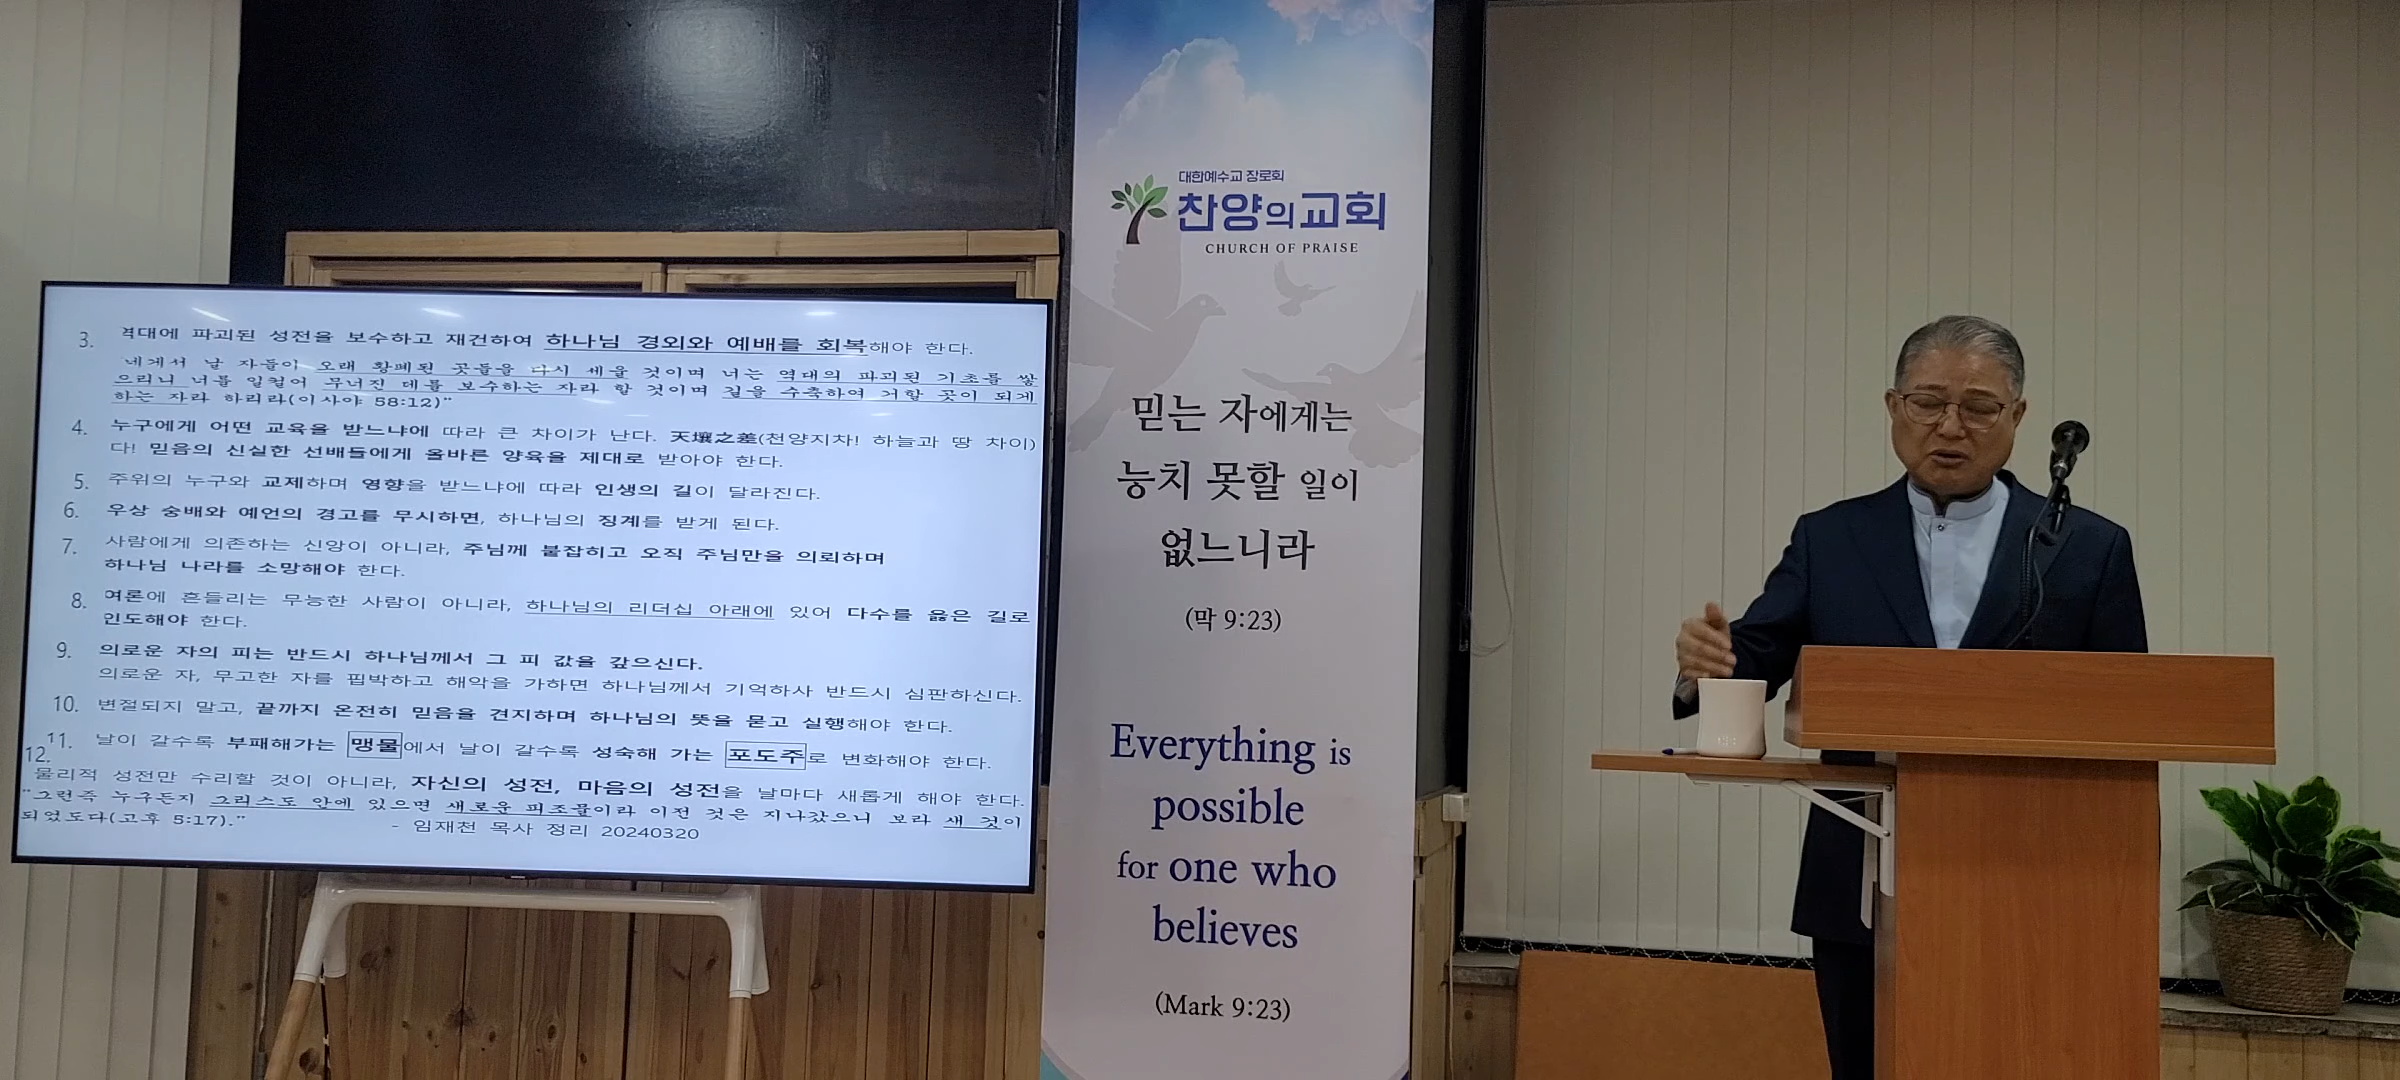 3. 역대에 파괴된 성전을 보수하고 재건하여 하나님 경외와 예배를 회복해야 한다.
네게서 날 자들이 오래 황폐된 곳들을 다시 세울 것이며 너는 역대의 파괴된 기초를 쌓
으리니 너를 일컬어 무너진 데를 보수하는 자라 할 것이며 길을 수축하여 거할 곳이 되게
하는 자라 하리라(이사야 58:12)"
4. 누구에게 어떤 교육을 받느냐에 따라 큰 차이가 난다. 天壤之差(천양지차! 하늘과 땅 차이)
다! 믿음의 신실한 선배들에게 올바른 양육을 제대로 받아야 한다.
5. 주위의 누구와 교제하며 영향을 받느냐에 따라 인생의 길이 달라진다.
6. 우상 숭배와 예언의 경고를 무시하면, 하나님의 징계를 받게 된다.
7. 사람에게 의존하는 신앙이 아니라, 주님께 붙잡히고 오직 주님만을 의뢰하며
하나님 나라를 소망해야 한다.
8. 여론에 흔들리는 무능한 사람이 아니라, 하나님의 리더십 아래에 있어 다수를 옳은 길로
인도해야 한다.
9. 의로운 자의 피는 반드시 하나님께서 그 피 값을 갚으신다.
의로운 자, 무고한 자를 핍박하고 해악을 가하면 하나님께서 기억하사 반드시 심판하신다.
10. 변절되지 말고, 끝까지 온전히 믿음을 견지하며 하나님의 뜻을 묻고 실행해야 한다.
11. 날이 갈수록 부패해가는 맹물에서 날이 갈수록 성숙해 가는 포도주로 변화해야 한다.
12. 물리적 성전만 수리할 것이 아니라, 자신의 성전, 마음의 성전을 날마다 새롭게 해야 한다.
"그런즉 누구든지 그리스도 안에 있으면 새로운 피조물이라 이전 것은 지나갔으니 보라 새 것이
되었도다(고후 5:17)."
- 임재천 목사 정리 20240320
대한예수교 장로회
찬양의교회
CHURCH OF PRAISE
믿는 자에게는
능치 못할 일이
없느니라
(막 9:23)
Everything is
possible
for one who
believes
(Mark 9:23)